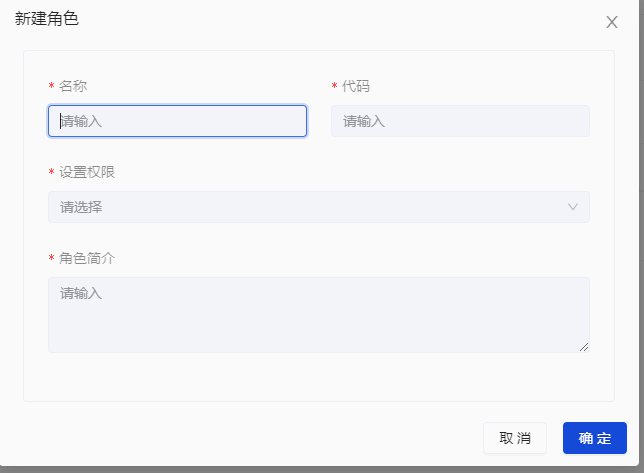 新建角色
* 名称
* 代码
请输入
请输入
* 设置权限
请选择
* 角色简介
请输入
取 消
确 定